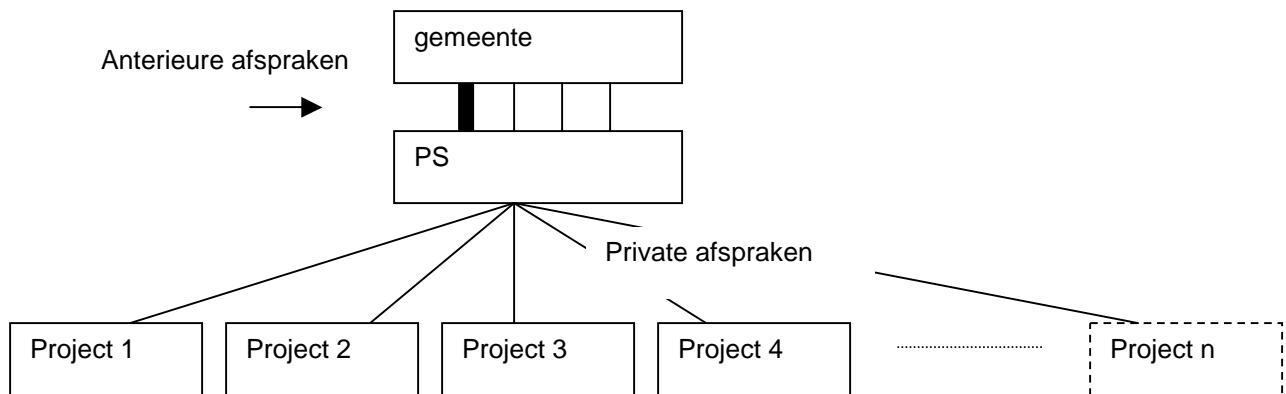 gemeente
Anterieure afspraken
PS
Private afspraken
Project 1
Project 2
Project 3
Project 4
Project n